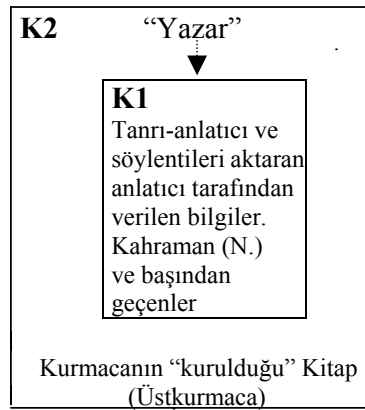 K2 “Yazar”
K1
Tanrı-anlatıcı ve
söylentileri aktaran
anlatıcı tarafından
verilen bilgiler.
Kahraman (N.)
ve başından
geçenler
Kurmacanın “kurulduğu” Kitap
(Üstkurmaca)